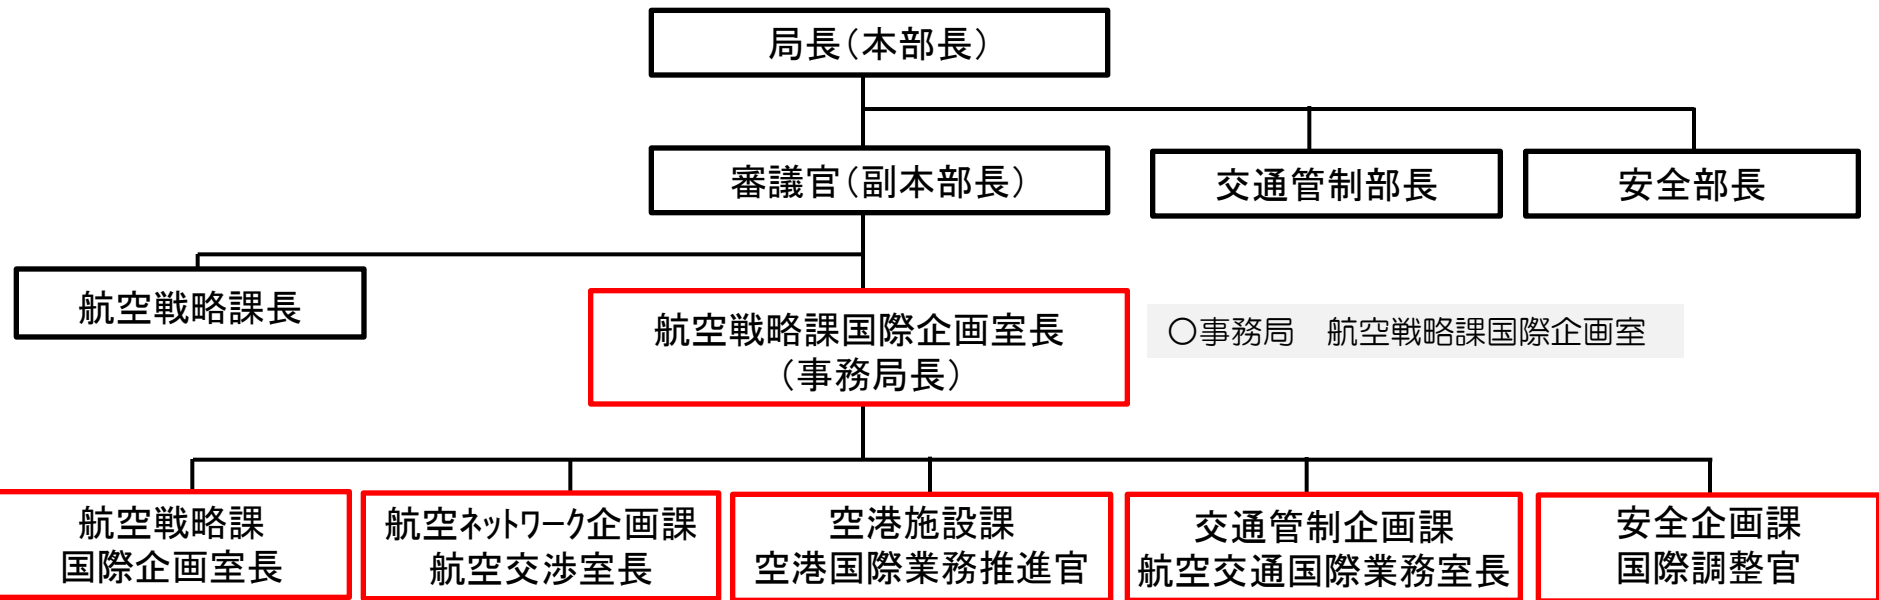 局長（本部長）
審議官（副本部長）
交通管制部長
安全部長
航空戦略課長
航空戦略課国際企画室長
（事務局長）
〇事務局　航空戦略課国際企画室
航空戦略課
国際企画室長
航空ネットワーク企画課
航空交渉室長
空港施設課
空港国際業務推進官
交通管制企画課
航空交通国際業務室長
安全企画課
国際調整官